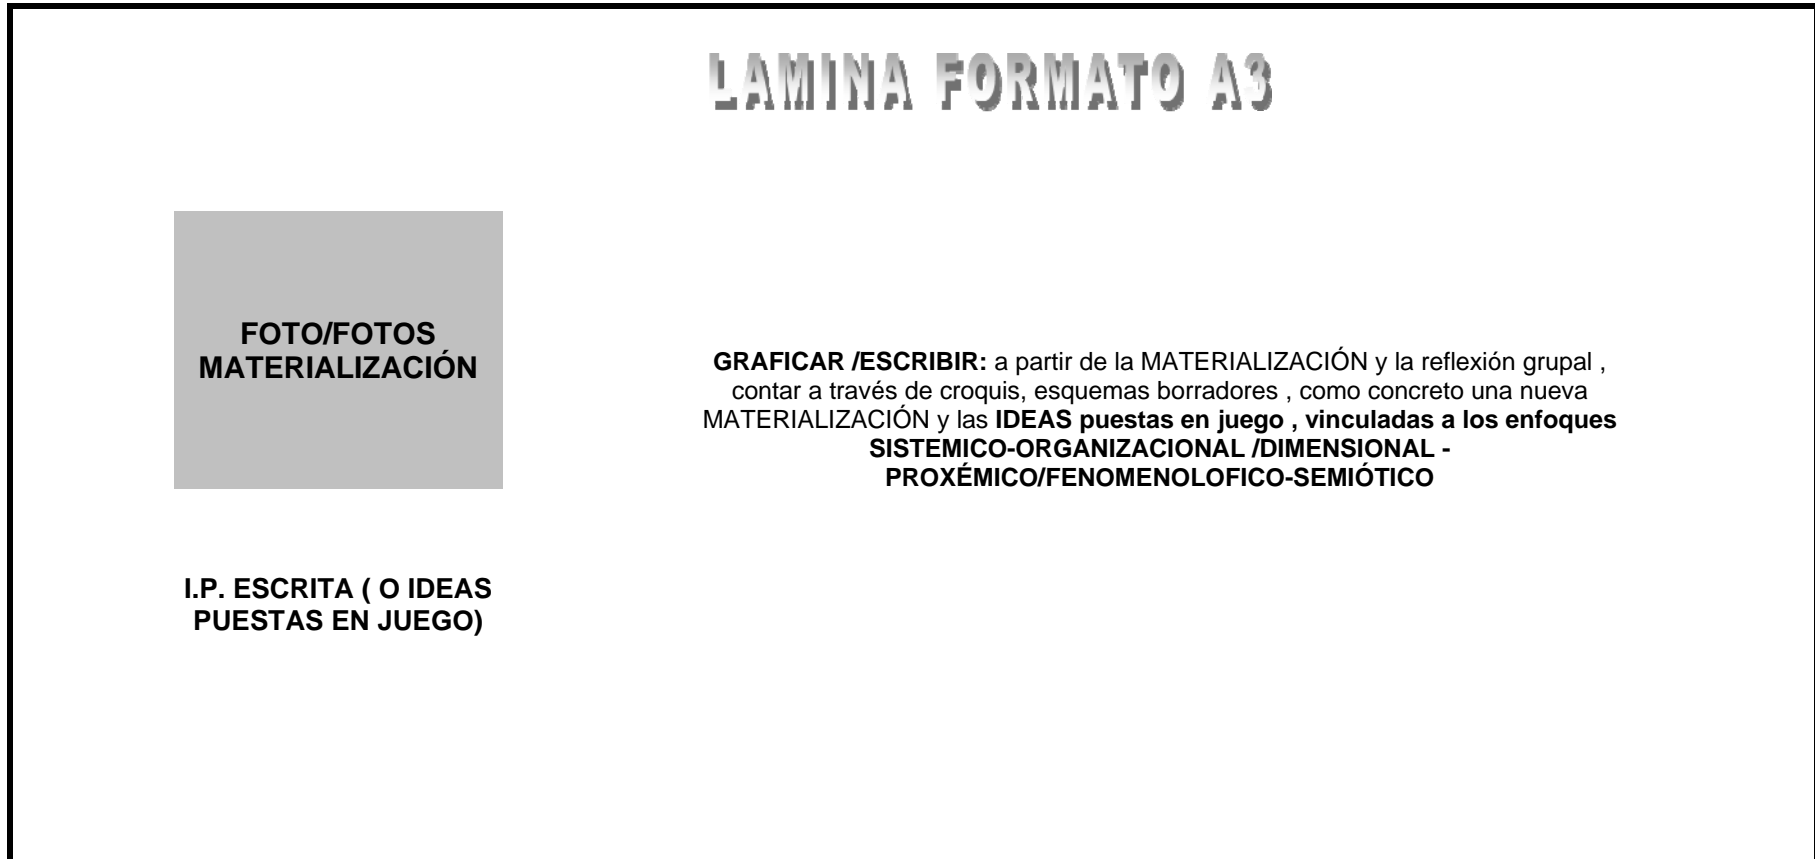 LAMINA FORMATO A3
FOTO/FOTOS
MATERIALIZACIÓN
GRAFICAR /ESCRIBIR: a partir de la MATERIALIZACIÓN y la reflexión grupal ,
contar a través de croquis, esquemas borradores , como concreto una nueva
MATERIALIZACIÓN y las IDEAS puestas en juego , vinculadas a los enfoques
SISTEMICO-ORGANIZACIONAL /DIMENSIONAL -
PROXÉMICO/FENOMENOLOFICO-SEMIÓTICO
I.P. ESCRITA ( O IDEAS
PUESTAS EN JUEGO)